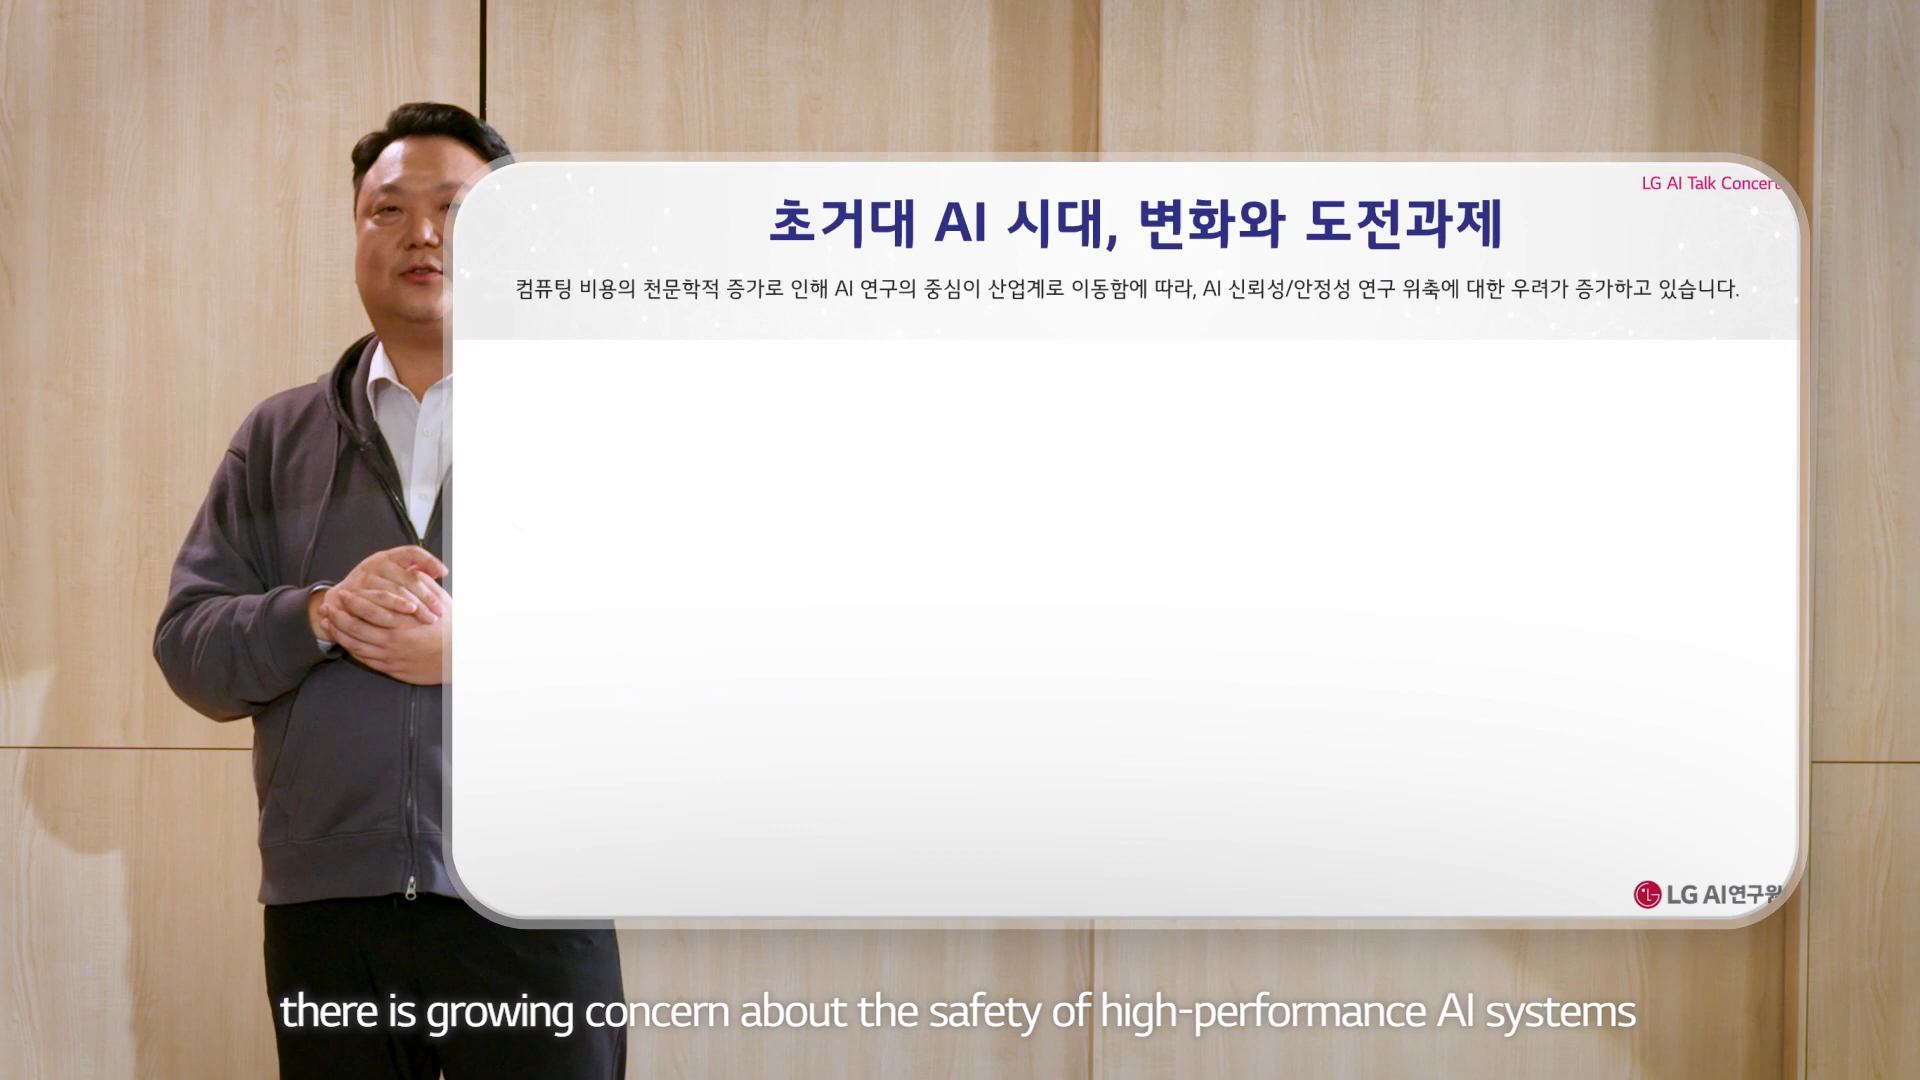 LG AI Talk Concert
초거대 AI 시대, 변화와 도전과제
컴퓨팅 비용의 천문학적 증가로 인해 AI 연구의 중심이 산업계로 이동함에 따라, AI 신뢰성/안정성 연구 위축에 대한 우려가 증가하고 있습니다.
LG AI연구원
there is growing concern about the safety of high-performance AI systems